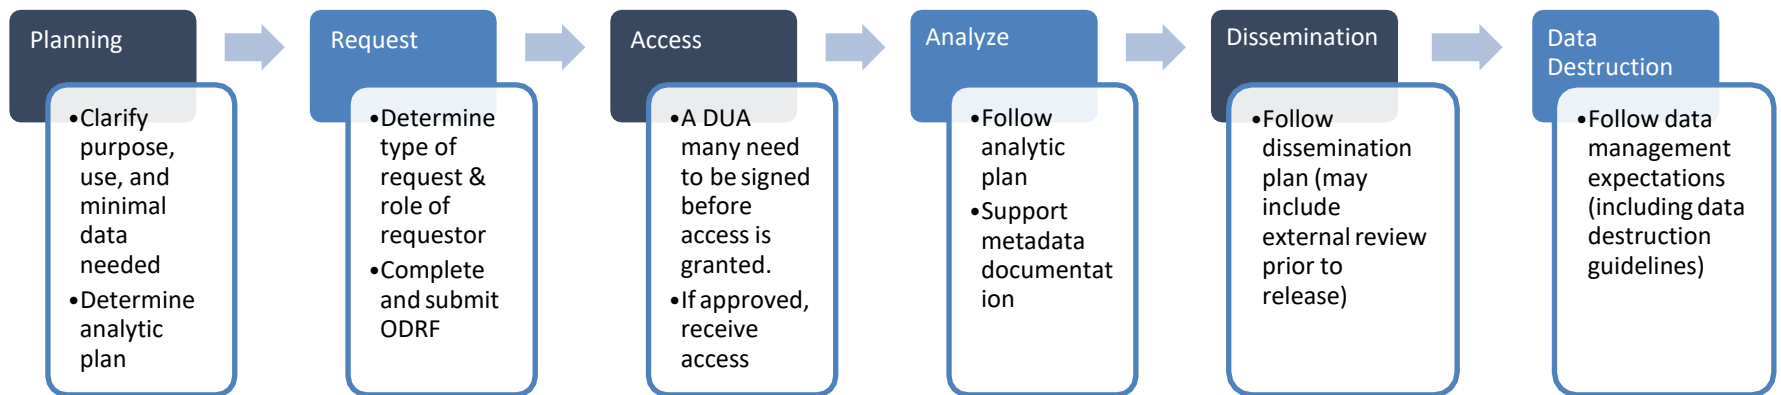 Planning
•Clarify
purpose,
use, and
minimal
data
needed
•Determine
analytic
plan
Request
•Determine
type of
request &
role of
requestor
•Complete
and submit
ODRF
Access
•A DUA
many need
to be signed
before
access is
granted.
•If approved,
receive
access
Analyze
•Follow
analytic
plan
•Support
metadata
documentat
ion
Dissemination
•Follow
dissemination
plan (may
include
external review
prior to
release)
Data
Destruction
•Follow data
management
expectations
(including data
destruction
guidelines)